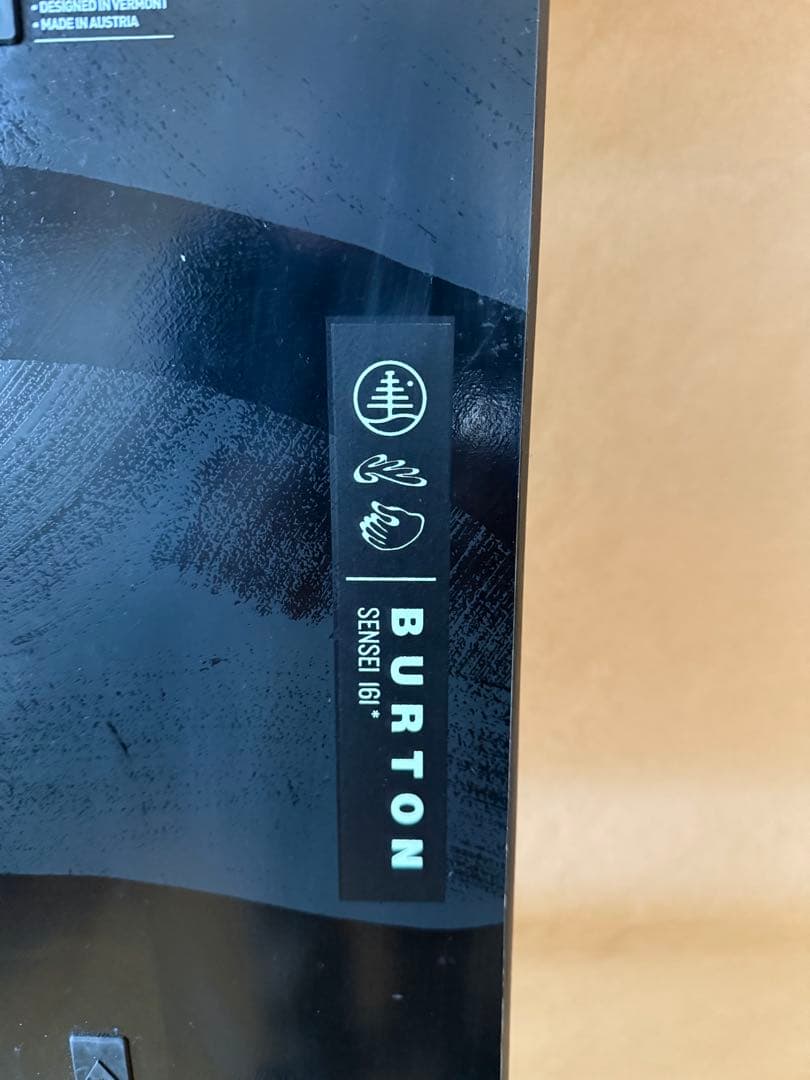 • DESIGNED IN VERMONT
• MADE IN AUSTRIA
BURTON
SENSEI 161*